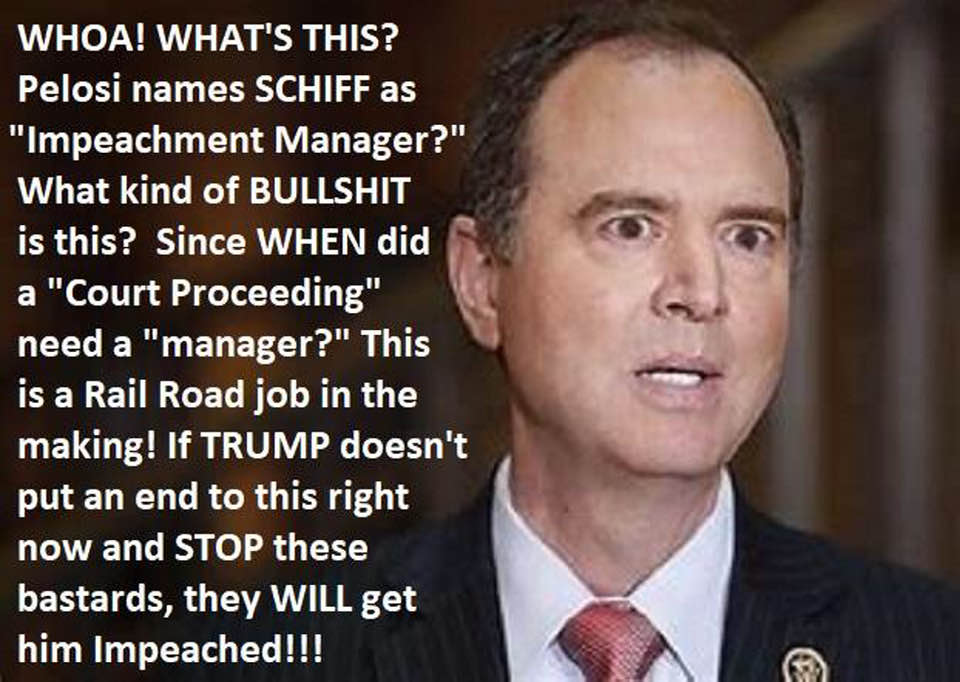 WHOA! WHAT'S THIS?
Pelosi names SCHIFF as
"Impeachment Manager?"
What kind of BULLSHIT
is this?  Since WHEN did
a "Court Proceeding"
need a "manager?" This
is a Rail Road job in the
making! If TRUMP doesn't
put an end to this right
now and STOP these
bastards, they WILL get
him Impeached!!!